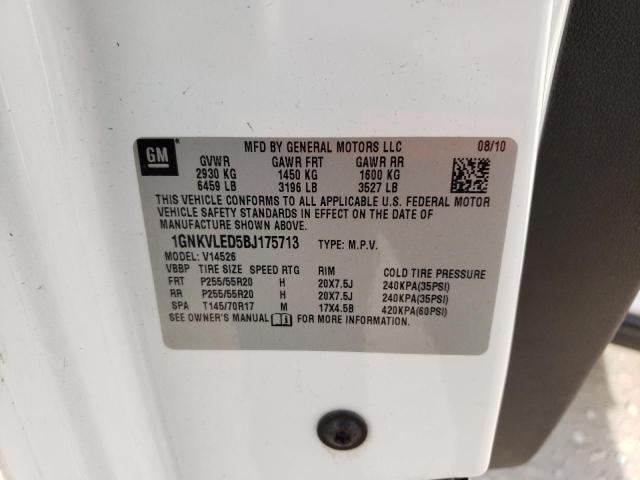 GM
MFD BY GENERAL MOTORS LLC 08/10
GVWR GAWR FRT GAWR RR
2930 KG 1450 KG 1600 KG
6459 LB 3196 LB 3527 LB
THIS VEHICLE CONFORMS TO ALL APPLICABLE U.S. FEDERAL MOTOR
VEHICLE SAFETY STANDARDS IN EFFECT ON THE DATE OF
MANUFACTURE SHOWN ABOVE.
1GNKVLED5BJ175713 TYPE: M.P.V.
MODEL: V14526
VBBP TIRE SIZE SPEED RTG RIM COLD TIRE PRESSURE
FRT P255/55R20 H 20X7.5J 240KPA(35PSI)
RR P255/55R20 H 20X7.5J 240KPA(35PSI)
SPA T145/70R17 M 17X4.5B 420KPA(60PSI)
SEE OWNER'S MANUAL FOR MORE INFORMATION.